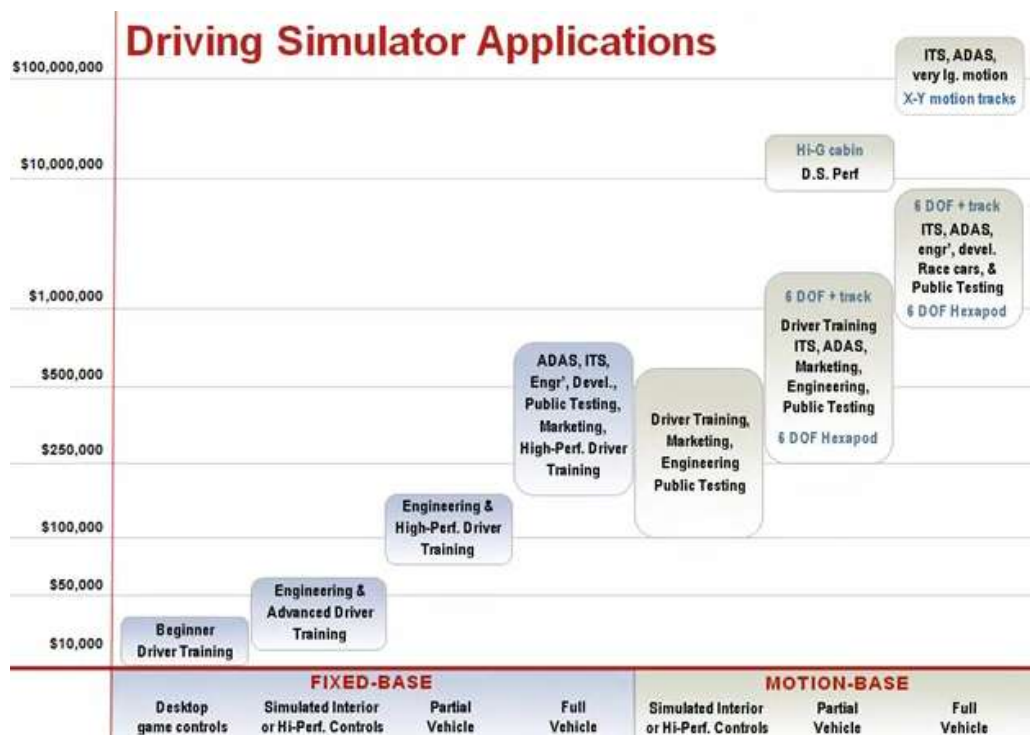 Driving Simulator Applications
$100,000,000
$10,000,000
$1,000,000
$500,000
$250,000
$100,000
$50,000
$10,000
Beginner
Driver Training
Engineering &
Advanced Driver
Training
Engineering &
High-Perf. Driver
Training
ADAS, ITS,
Engr', Devel.,
Public Testing,
Marketing,
High-Perf. Driver
Training
Driver Training,
Marketing,
Engineering
Public Testing
6 DOF + track
Driver Training
ITS, ADAS,
Marketing,
Engineering,
Public Testing
6 DOF Hexapod
Hi-G cabin
D.S. Perf
ITS, ADAS,
very lg. motion
X-Y motion tracks
6 DOF + track
ITS, ADAS,
engr', devel.
Race cars, &
Public Testing
6 DOF Hexapod
FIXED-BASE
Desktop
game controls
Simulated Interior
or Hi-Perf. Controls
Partial
Vehicle
Full
Vehicle
MOTION-BASE
Simulated Interior
or Hi-Perf. Controls
Partial
Vehicle
Full
Vehicle